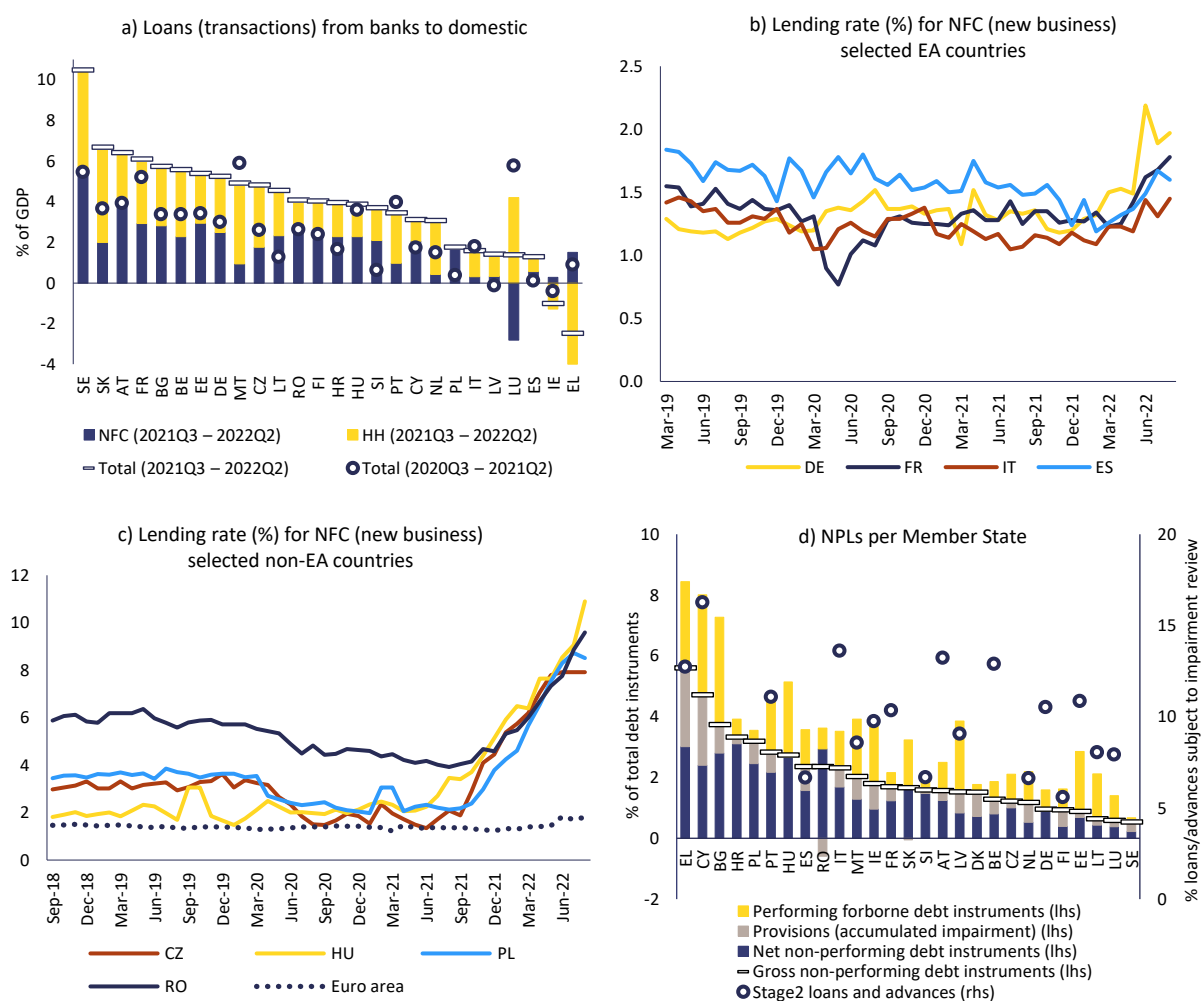 a) Loans (transactions) from banks to domestic
% of GDP
10
8
6
4
2
0
-2
-4
SE SK AT FR BG BE EE DE MT CZ LT RO FI HR HU SI PT CY NL PL IT LV LU ES IE EL
NFC (2021Q3 – 2022Q2)
HH (2021Q3 – 2022Q2)
Total (2021Q3 – 2022Q2)
Total (2020Q3 – 2021Q2)
b) Lending rate (%) for NFC (new business)
selected EA countries
2.5
2.0
1.5
1.0
0.5
0.0
Mar-19 Jun-19 Sep-19 Dec-19 Mar-20 Jun-20 Sep-20 Dec-20 Mar-21 Jun-21 Sep-21 Dec-21 Mar-22 Jun-22
DE FR IT ES
c) Lending rate (%) for NFC (new business)
selected non-EA countries
12
10
8
6
4
2
0
Sep-18 Dec-18 Mar-19 Jun-19 Sep-19 Dec-19 Mar-20 Jun-20 Sep-20 Dec-20 Mar-21 Jun-21 Sep-21 Dec-21 Mar-22 Jun-22
CZ HU PL
RO Euro area
d) NPLs per Member State
% of total debt instruments
10
8
6
4
2
0
-2
EL CY BG HR PL PT HU ES RO IT MT IE FR SK SI AT LV DK BE CZ NL DE FI EE LT LU SE
20
15
10
5
0
% loans/advances subject to impairment review
Performing forborne debt instruments (lhs)
Provisions (accumulated impairment) (lhs)
Net non-performing debt instruments (lhs)
Gross non-performing debt instruments (lhs)
Stage2 loans and advances (rhs)